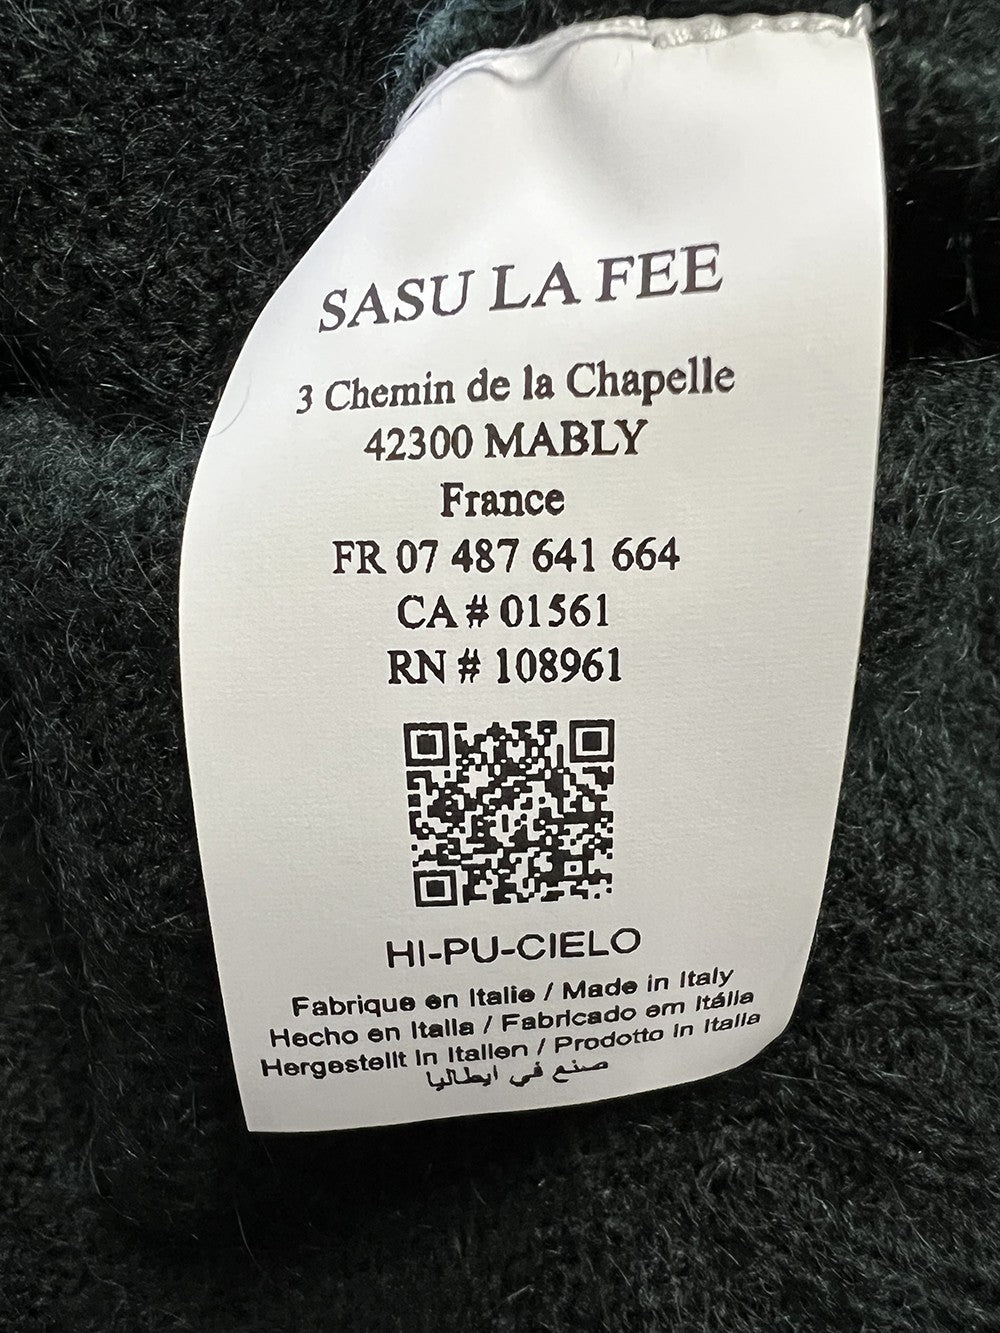 SASU LA FEE
3 Chemin de la Chapelle
42300 MABLY
France
FR 07 487 641 664
CA # 01561
RN # 108961
HI-PU-CIELO
Fabrique en Italie / Made in Italy
Hecho en Italia / Fabricado em Itália
Hergestellt in Italien / Prodotto in Italia
صنع في ايطاليا